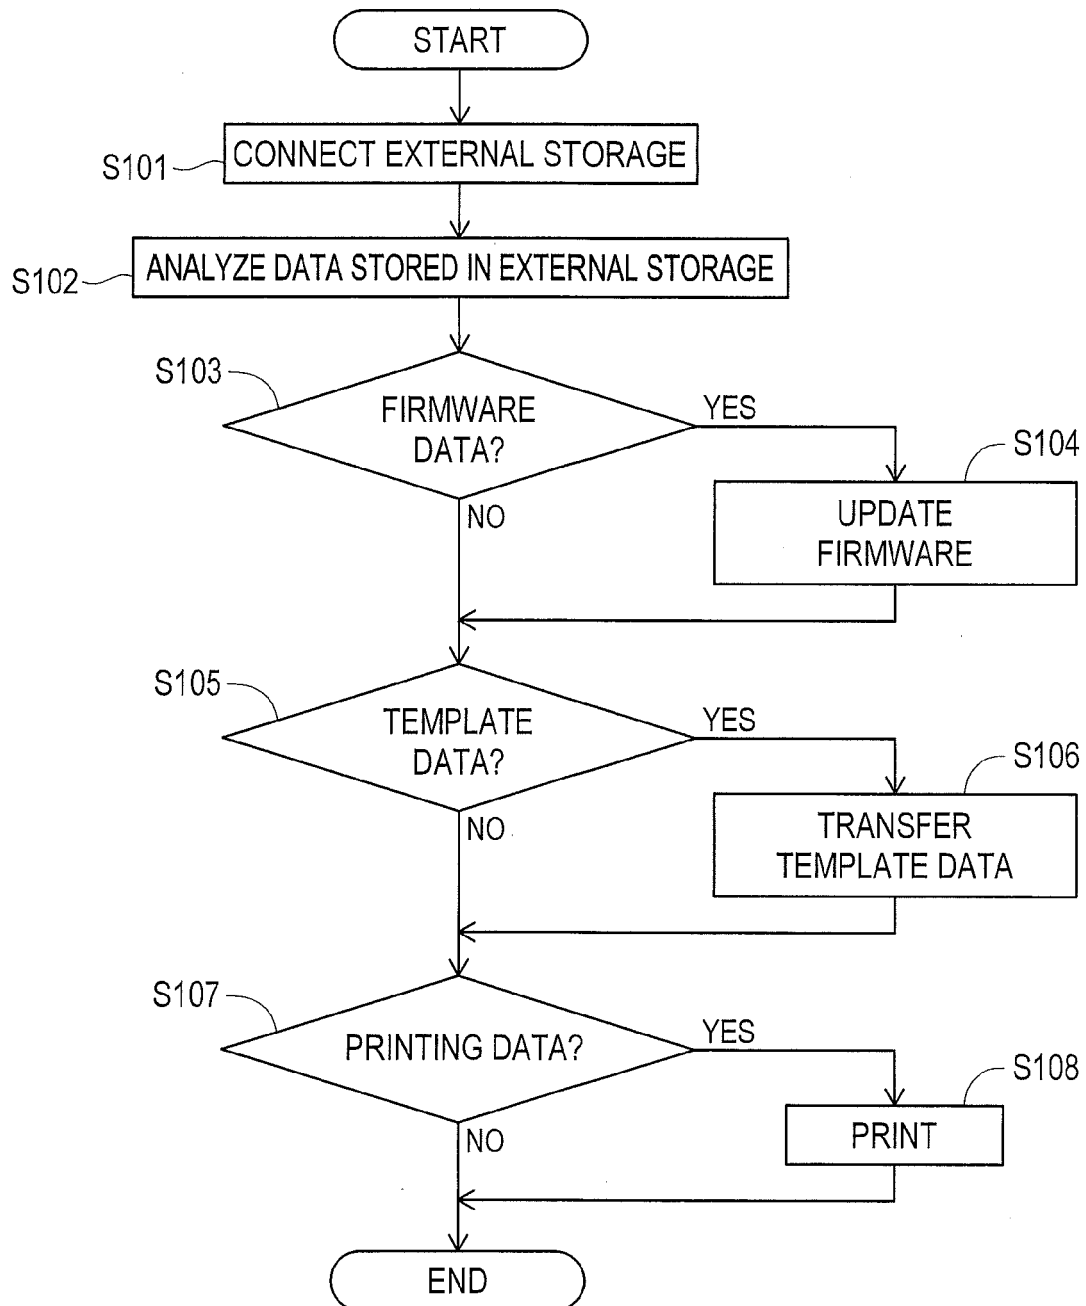 START
S101
CONNECT EXTERNAL STORAGE
S102
ANALYZE DATA STORED IN EXTERNAL STORAGE
S103
FIRMWARE
DATA?
YES
NO
S104
UPDATE
FIRMWARE
S105
TEMPLATE
DATA?
YES
NO
S106
TRANSFER
TEMPLATE DATA
S107
PRINTING DATA?
YES
NO
S108
PRINT
END